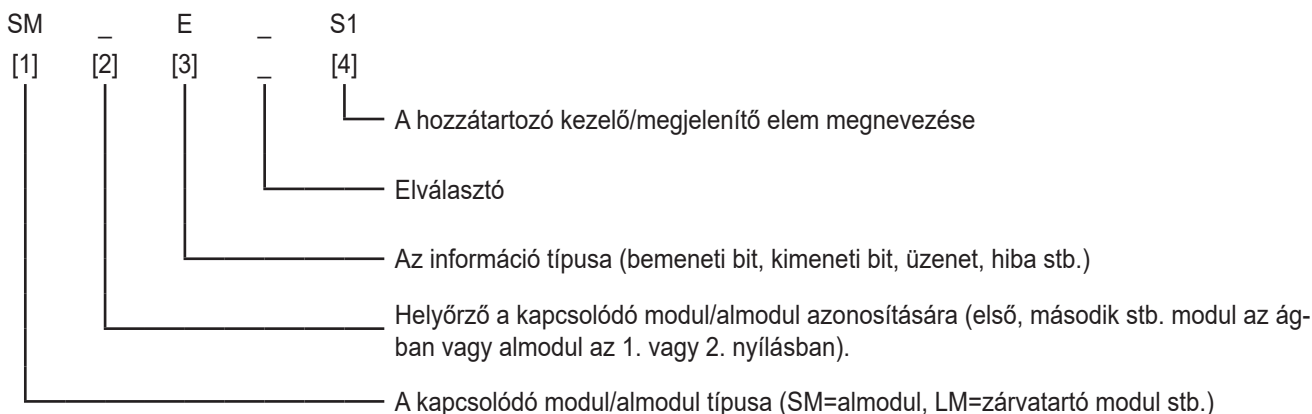 SM _ E _ S1
[1] [2] [3] _ [4]
A hozzátartozó kezelő/megjelenítő elem megnevezése
Elválasztó
Az információ típusa (bemeneti bit, kimeneti bit, üzenet, hiba stb.)
Helyőrző a kapcsolódó modul/almodul azonosítására (első, második stb. modul az ág-
ban vagy almodul az 1. vagy 2. nyílásban).
A kapcsolódó modul/almodul típusa (SM=almodul, LM=zárvatartó modul stb.)